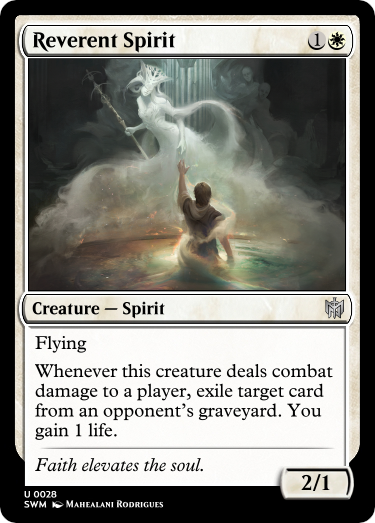 Reverent Spirit 1
Creature — Spirit
Flying
Whenever this creature deals combat
damage to a player, exile target card
from an opponent's graveyard. You
gain 1 life.
Faith elevates the soul.
2/1
U 0028
SWM Mahealani Rodrigues